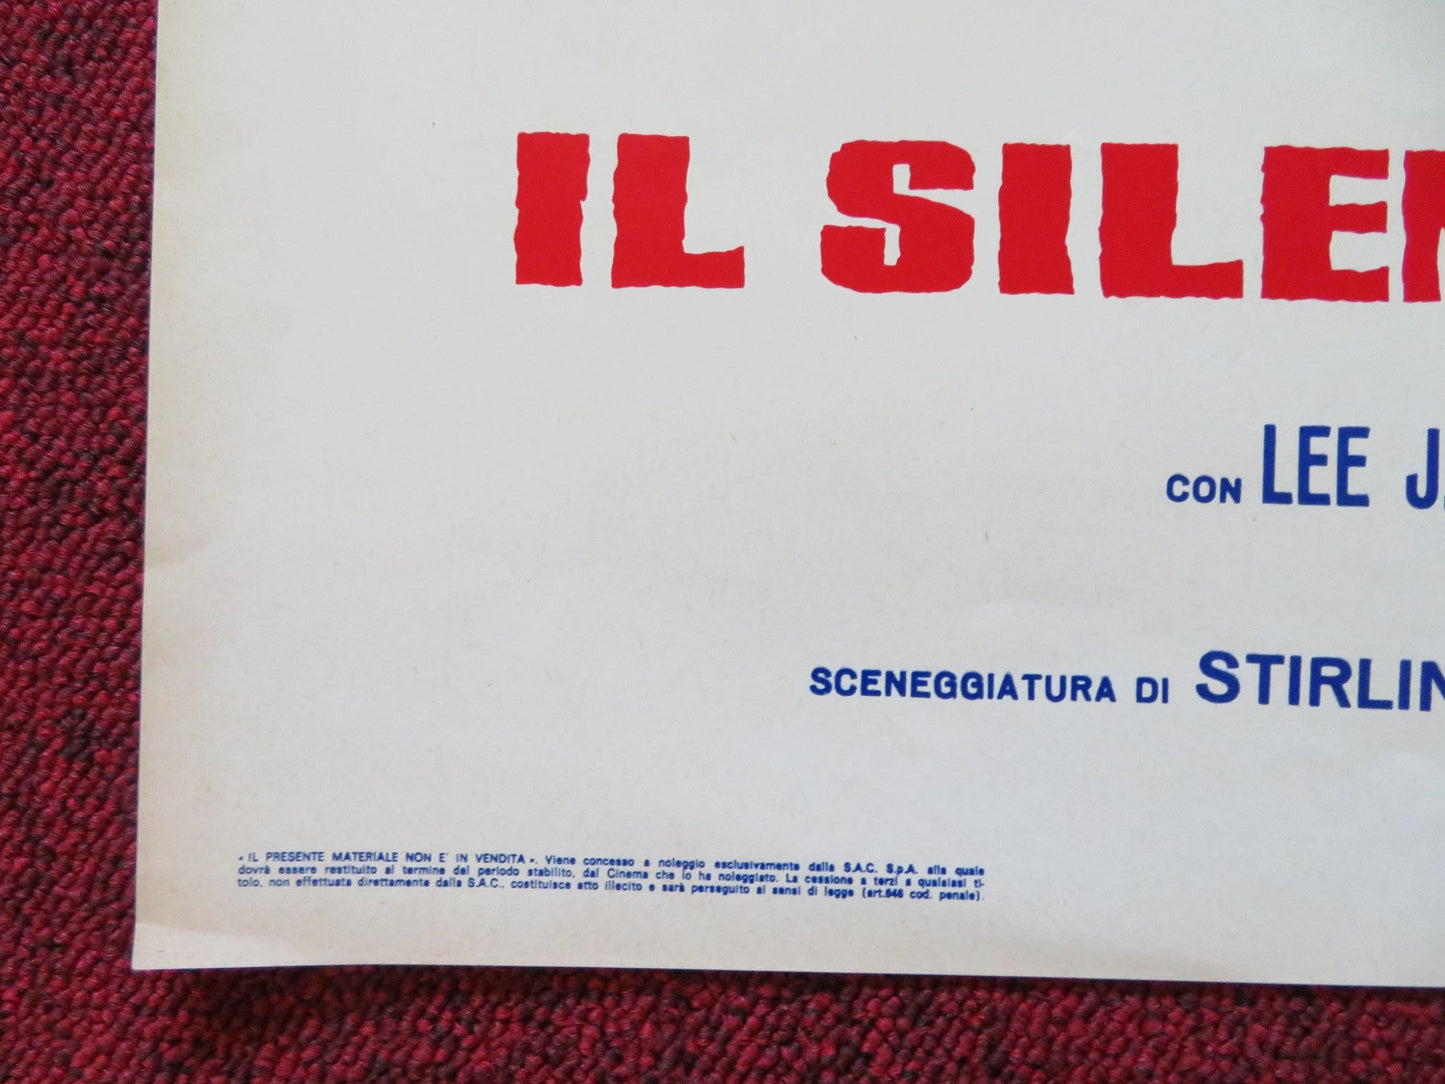 IL SILEN
CON LEE J.
SCENEGGIATURA DI STIRLIN
« IL PRESENTE MATERIALE NON E' IN VENDITA ». Viene concesso a noleggio esclusivamente dalla S.A.C. S.p.A. alla quale
dovrà essere restituito al termine del periodo stabilito, dal Cinema che lo ha noleggiato. La cessione a terzi a qualsiasi ti-
tolo, non effettuata direttamente dalla S.A.C., costituisce atto illecito e sarà perseguito ai sensi di legge (art.646 cod. penale).